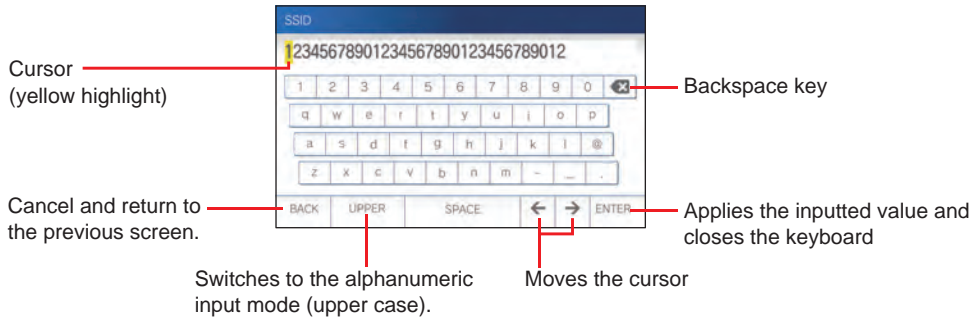 SSID
12345678901234567890123456789012
Cursor
(yellow highlight)
1 2 3 4 5 6 7 8 9 0
Backspace key
q w e r t y u i o p
a s d f g h j k l @
z x c v b n m - _ .
Cancel and return to
the previous screen.
BACK UPPER SPACE ← → ENTER
Applies the inputted value and
closes the keyboard
Switches to the alphanumeric
input mode (upper case).
Moves the cursor